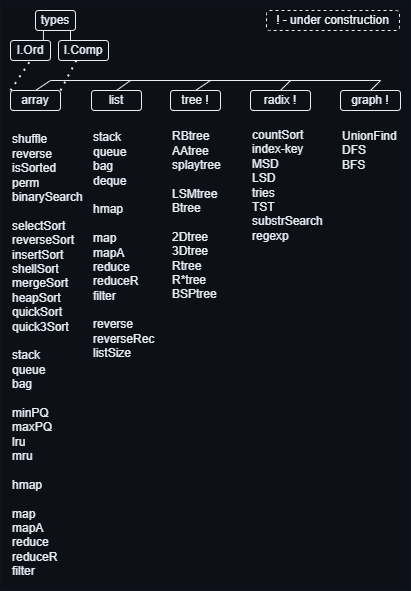 types
! - under construction
I.Ord
I.Comp
array
list
tree !
radix !
graph !
shuffle
reverse
isSorted
perm
binarySearch
selectSort
reverseSort
insertSort
shellSort
mergeSort
heapSort
quickSort
quick3Sort
stack
queue
bag
minPQ
maxPQ
lru
mru
hmap
map
mapA
reduce
reduceR
filter
stack
queue
bag
deque
hmap
map
mapA
reduce
reduceR
filter
reverse
reverseRec
listSize
RBtree
AAtree
splaytree
LSMtree
Btree
2Dtree
3Dtree
Rtree
R*tree
BSPtree
countSort
index-key
MSD
LSD
tries
TST
substrSearch
regexp
UnionFind
DFS
BFS